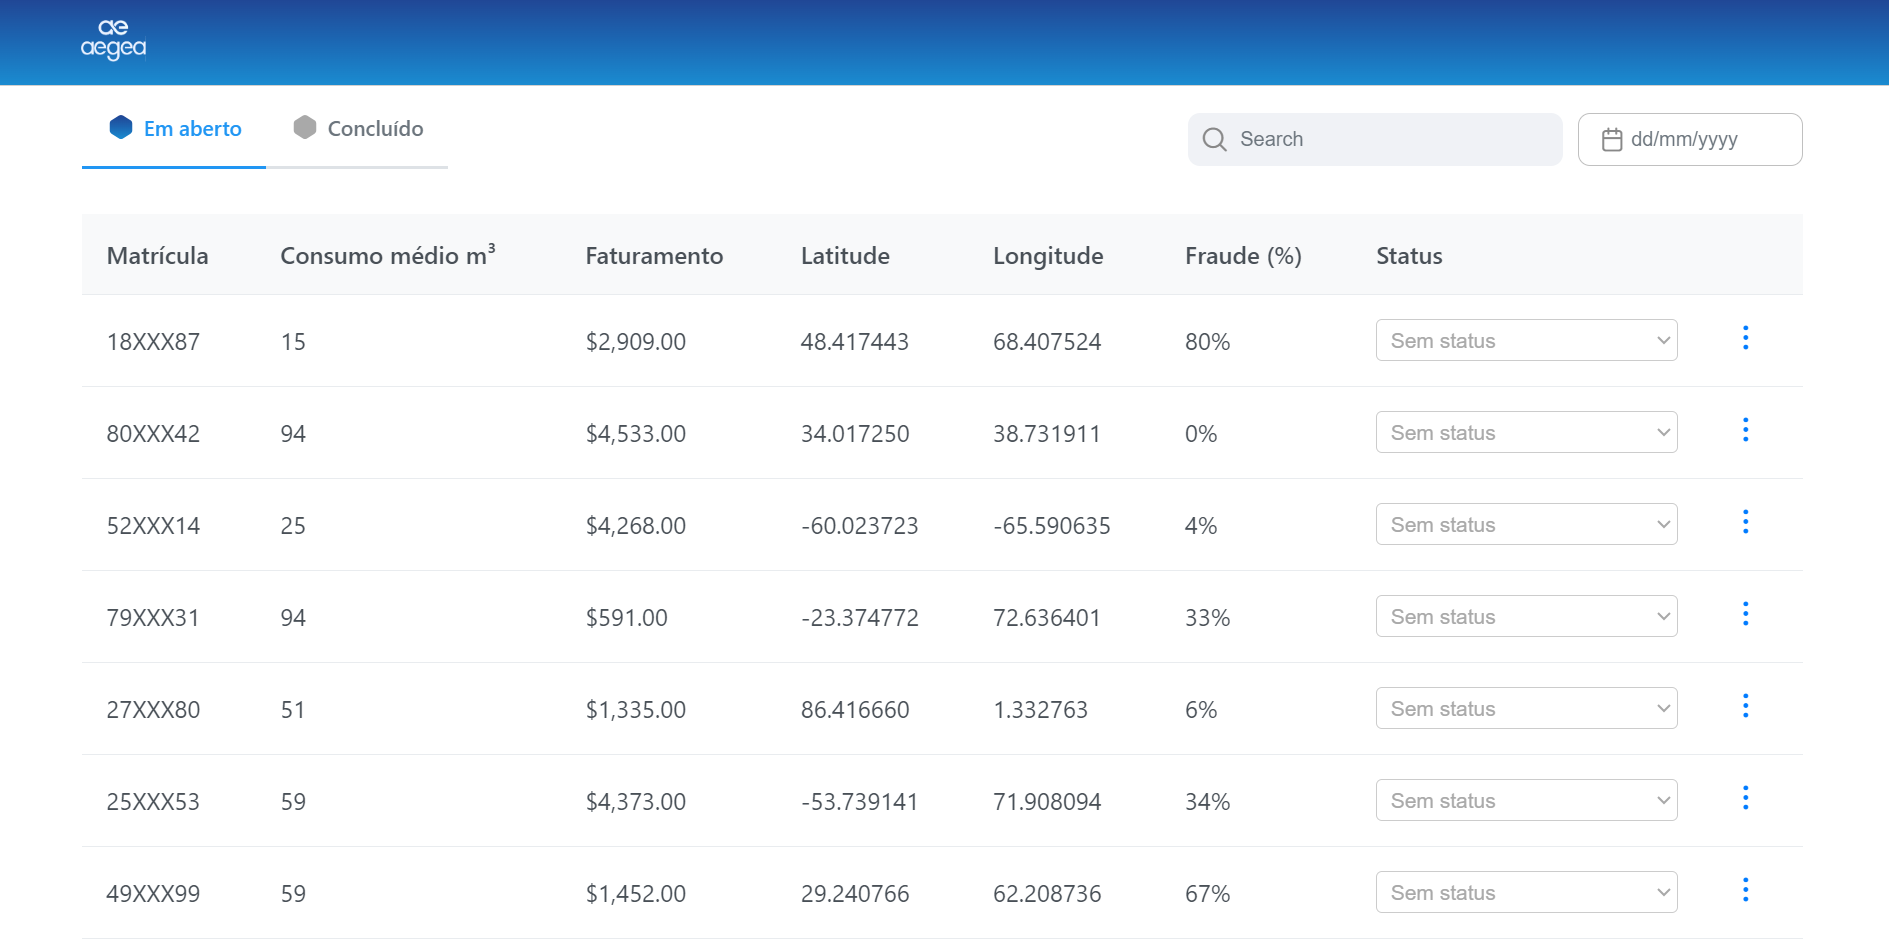 ae
aegea
Em aberto Concluído Search dd/mm/yyyy
Matrícula Consumo médio m³ Faturamento Latitude Longitude Fraude (%) Status
18XXX87 15 $2,909.00 48.417443 68.407524 80% Sem status
80XXX42 94 $4,533.00 34.017250 38.731911 0% Sem status
52XXX14 25 $4,268.00 -60.023723 -65.590635 4% Sem status
79XXX31 94 $591.00 -23.374772 72.636401 33% Sem status
27XXX80 51 $1,335.00 86.416660 1.332763 6% Sem status
25XXX53 59 $4,373.00 -53.739141 71.908094 34% Sem status
49XXX99 59 $1,452.00 29.240766 62.208736 67% Sem status